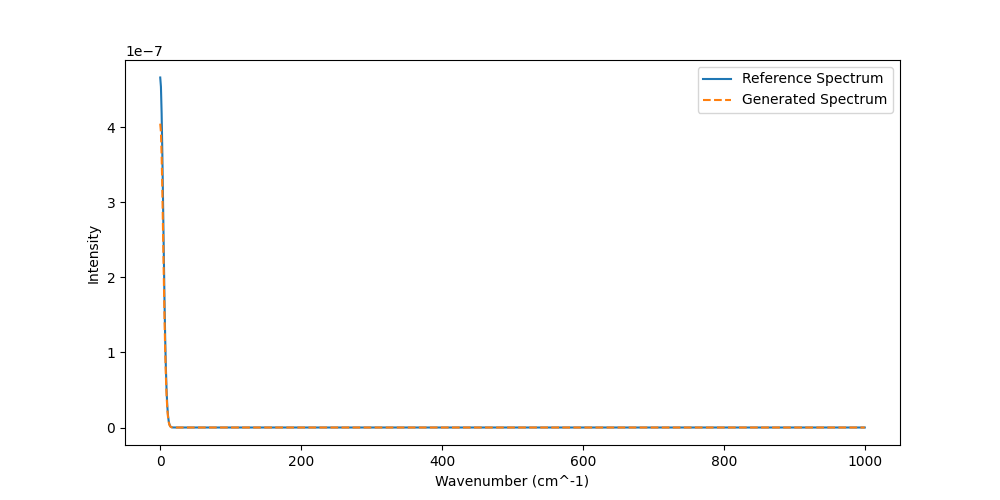 1e−7
Reference Spectrum
Generated Spectrum
4
3
2
1
0
Intensity
0 200 400 600 800 1000
Wavenumber (cm^-1)